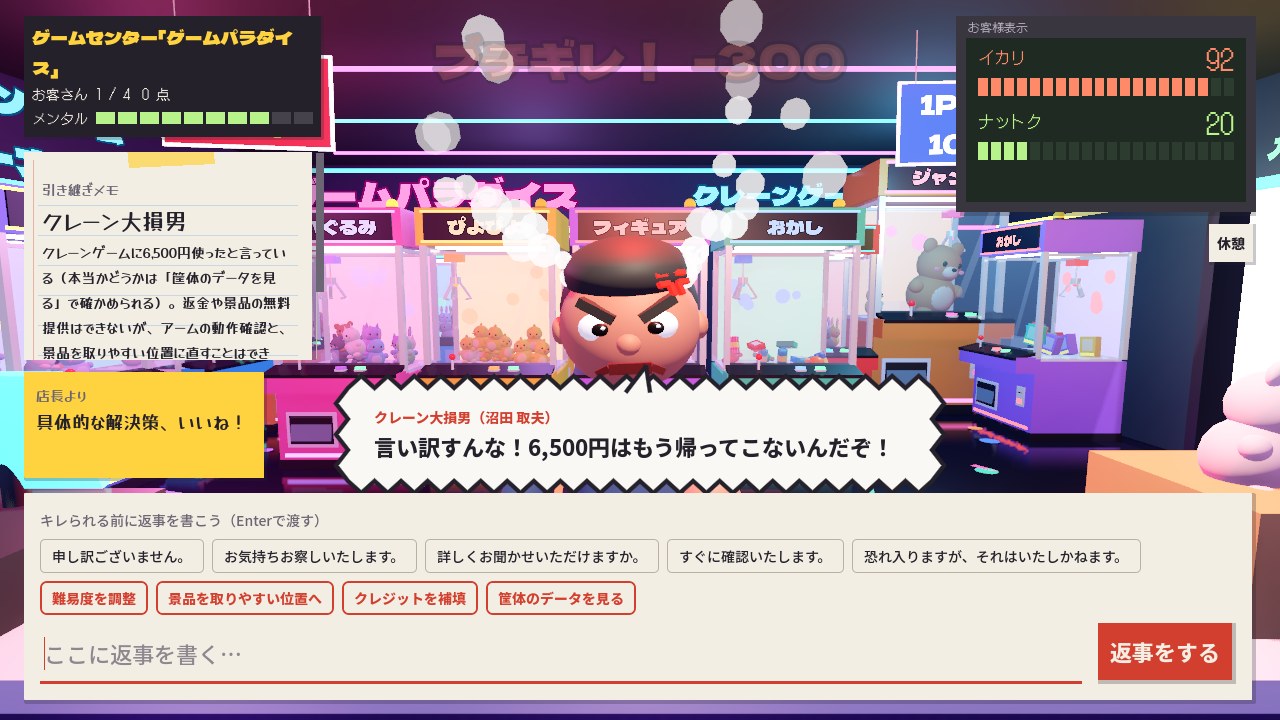 ゲームセンター「ゲームパラダイ
ス」
お客さん 1/4 0点
メンタル
ブチギレ! -300
お客様表示
イカリ 92
ナットク 20
休憩
引き継ぎメモ
クレーン大損男
クレーンゲームに6,500円使ったと言ってい
る（本当かどうかは「筐体のデータを見
る」で確かめられる）。返金や景品の無料
提供はできないが、アームの動作確認と、
景品を取りやすい位置に直すことはでき
店長より
具体的な解決策、いいね！
1P
ームパ
イス
クレーンゲー
ジャン
ぐるみ
フィギュア
おかし
おかし
クレーン大損男（沼田 取夫）
言い訳すんな！6,500円はもう帰ってこないんだぞ！
キレられる前に返事を書こう（Enterで渡す）
申し訳ございません。
お気持ちお察しいたします。
詳しくお聞かせいただけますか。
すぐに確認いたします。
恐れ入りますが、それはいたしかねます。
難易度を調整
景品を取りやすい位置へ
クレジットを補填
筐体のデータを見る
ここに返事を書く…
返事をする